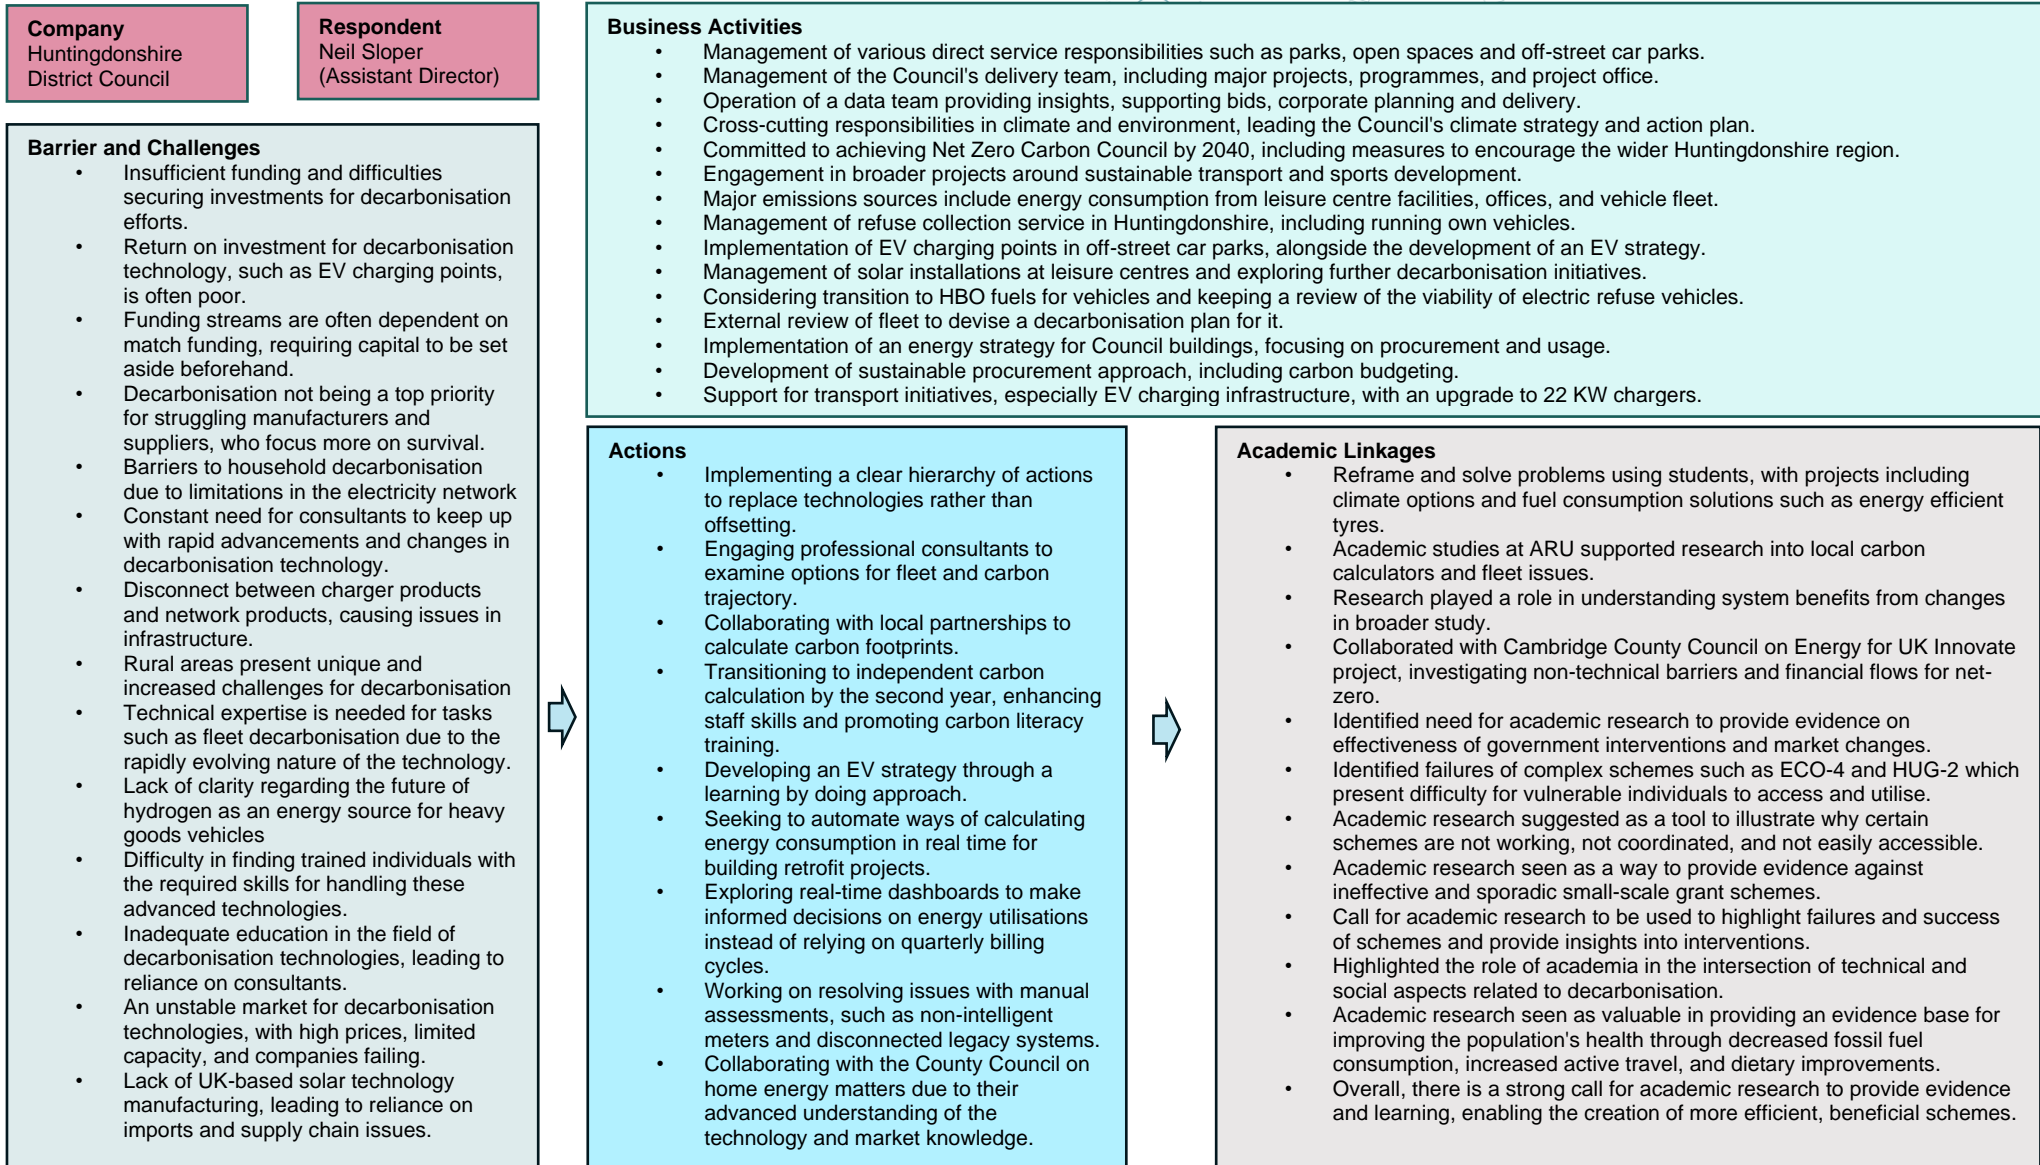 Company
Huntingdonshire
District Council
Respondent
Neil Sloper
(Assistant Director)
Business Activities
• Management of various direct service responsibilities such as parks, open spaces and off-street car parks.
• Management of the Council's delivery team, including major projects, programmes, and project office.
• Operation of a data team providing insights, supporting bids, corporate planning and delivery.
• Cross-cutting responsibilities in climate and environment, leading the Council's climate strategy and action plan.
• Committed to achieving Net Zero Carbon Council by 2040, including measures to encourage the wider Huntingdonshire region.
• Engagement in broader projects around sustainable transport and sports development.
• Major emissions sources include energy consumption from leisure centre facilities, offices, and vehicle fleet.
• Management of refuse collection service in Huntingdonshire, including running own vehicles.
• Implementation of EV charging points in off-street car parks, alongside the development of an EV strategy.
• Management of solar installations at leisure centres and exploring further decarbonisation initiatives.
• Considering transition to HBO fuels for vehicles and keeping a review of the viability of electric refuse vehicles.
• External review of fleet to devise a decarbonisation plan for it.
• Implementation of an energy strategy for Council buildings, focusing on procurement and usage.
• Development of sustainable procurement approach, including carbon budgeting.
• Support for transport initiatives, especially EV charging infrastructure, with an upgrade to 22 KW chargers.
Barrier and Challenges
• Insufficient funding and difficulties
securing investments for decarbonisation
efforts.
• Return on investment for decarbonisation
technology, such as EV charging points,
is often poor.
• Funding streams are often dependent on
match funding, requiring capital to be set
aside beforehand.
• Decarbonisation not being a top priority
for struggling manufacturers and
suppliers, who focus more on survival.
• Barriers to household decarbonisation
due to limitations in the electricity network
• Constant need for consultants to keep up
with rapid advancements and changes in
decarbonisation technology.
• Disconnect between charger products
and network products, causing issues in
infrastructure.
• Rural areas present unique and
increased challenges for decarbonisation
• Technical expertise is needed for tasks
such as fleet decarbonisation due to the
rapidly evolving nature of the technology.
• Lack of clarity regarding the future of
hydrogen as an energy source for heavy
goods vehicles
• Difficulty in finding trained individuals with
the required skills for handling these
advanced technologies.
• Inadequate education in the field of
decarbonisation technologies, leading to
reliance on consultants.
• An unstable market for decarbonisation
technologies, with high prices, limited
capacity, and companies failing.
• Lack of UK-based solar technology
manufacturing, leading to reliance on
imports and supply chain issues.
Actions
• Implementing a clear hierarchy of actions
to replace technologies rather than
offsetting.
• Engaging professional consultants to
examine options for fleet and carbon
trajectory.
• Collaborating with local partnerships to
calculate carbon footprints.
• Transitioning to independent carbon
calculation by the second year, enhancing
staff skills and promoting carbon literacy
training.
• Developing an EV strategy through a
learning by doing approach.
• Seeking to automate ways of calculating
energy consumption in real time for
building retrofit projects.
• Exploring real-time dashboards to make
informed decisions on energy utilisations
instead of relying on quarterly billing
cycles.
• Working on resolving issues with manual
assessments, such as non-intelligent
meters and disconnected legacy systems.
• Collaborating with the County Council on
home energy matters due to their
advanced understanding of the
technology and market knowledge.
Academic Linkages
• Reframe and solve problems using students, with projects including
climate options and fuel consumption solutions such as energy efficient
tyres.
• Academic studies at ARU supported research into local carbon
calculators and fleet issues.
• Research played a role in understanding system benefits from changes
in broader study.
• Collaborated with Cambridge County Council on Energy for UK Innovate
project, investigating non-technical barriers and financial flows for net-
zero.
• Identified need for academic research to provide evidence on
effectiveness of government interventions and market changes.
• Identified failures of complex schemes such as ECO-4 and HUG-2 which
present difficulty for vulnerable individuals to access and utilise.
• Academic research suggested as a tool to illustrate why certain
schemes are not working, not coordinated, and not easily accessible.
• Academic research seen as a way to provide evidence against
ineffective and sporadic small-scale grant schemes.
• Call for academic research to be used to highlight failures and success
of schemes and provide insights into interventions.
• Highlighted the role of academia in the intersection of technical and
social aspects related to decarbonisation.
• Academic research seen as valuable in providing an evidence base for
improving the population's health through decreased fossil fuel
consumption, increased active travel, and dietary improvements.
• Overall, there is a strong call for academic research to provide evidence
and learning, enabling the creation of more efficient, beneficial schemes.